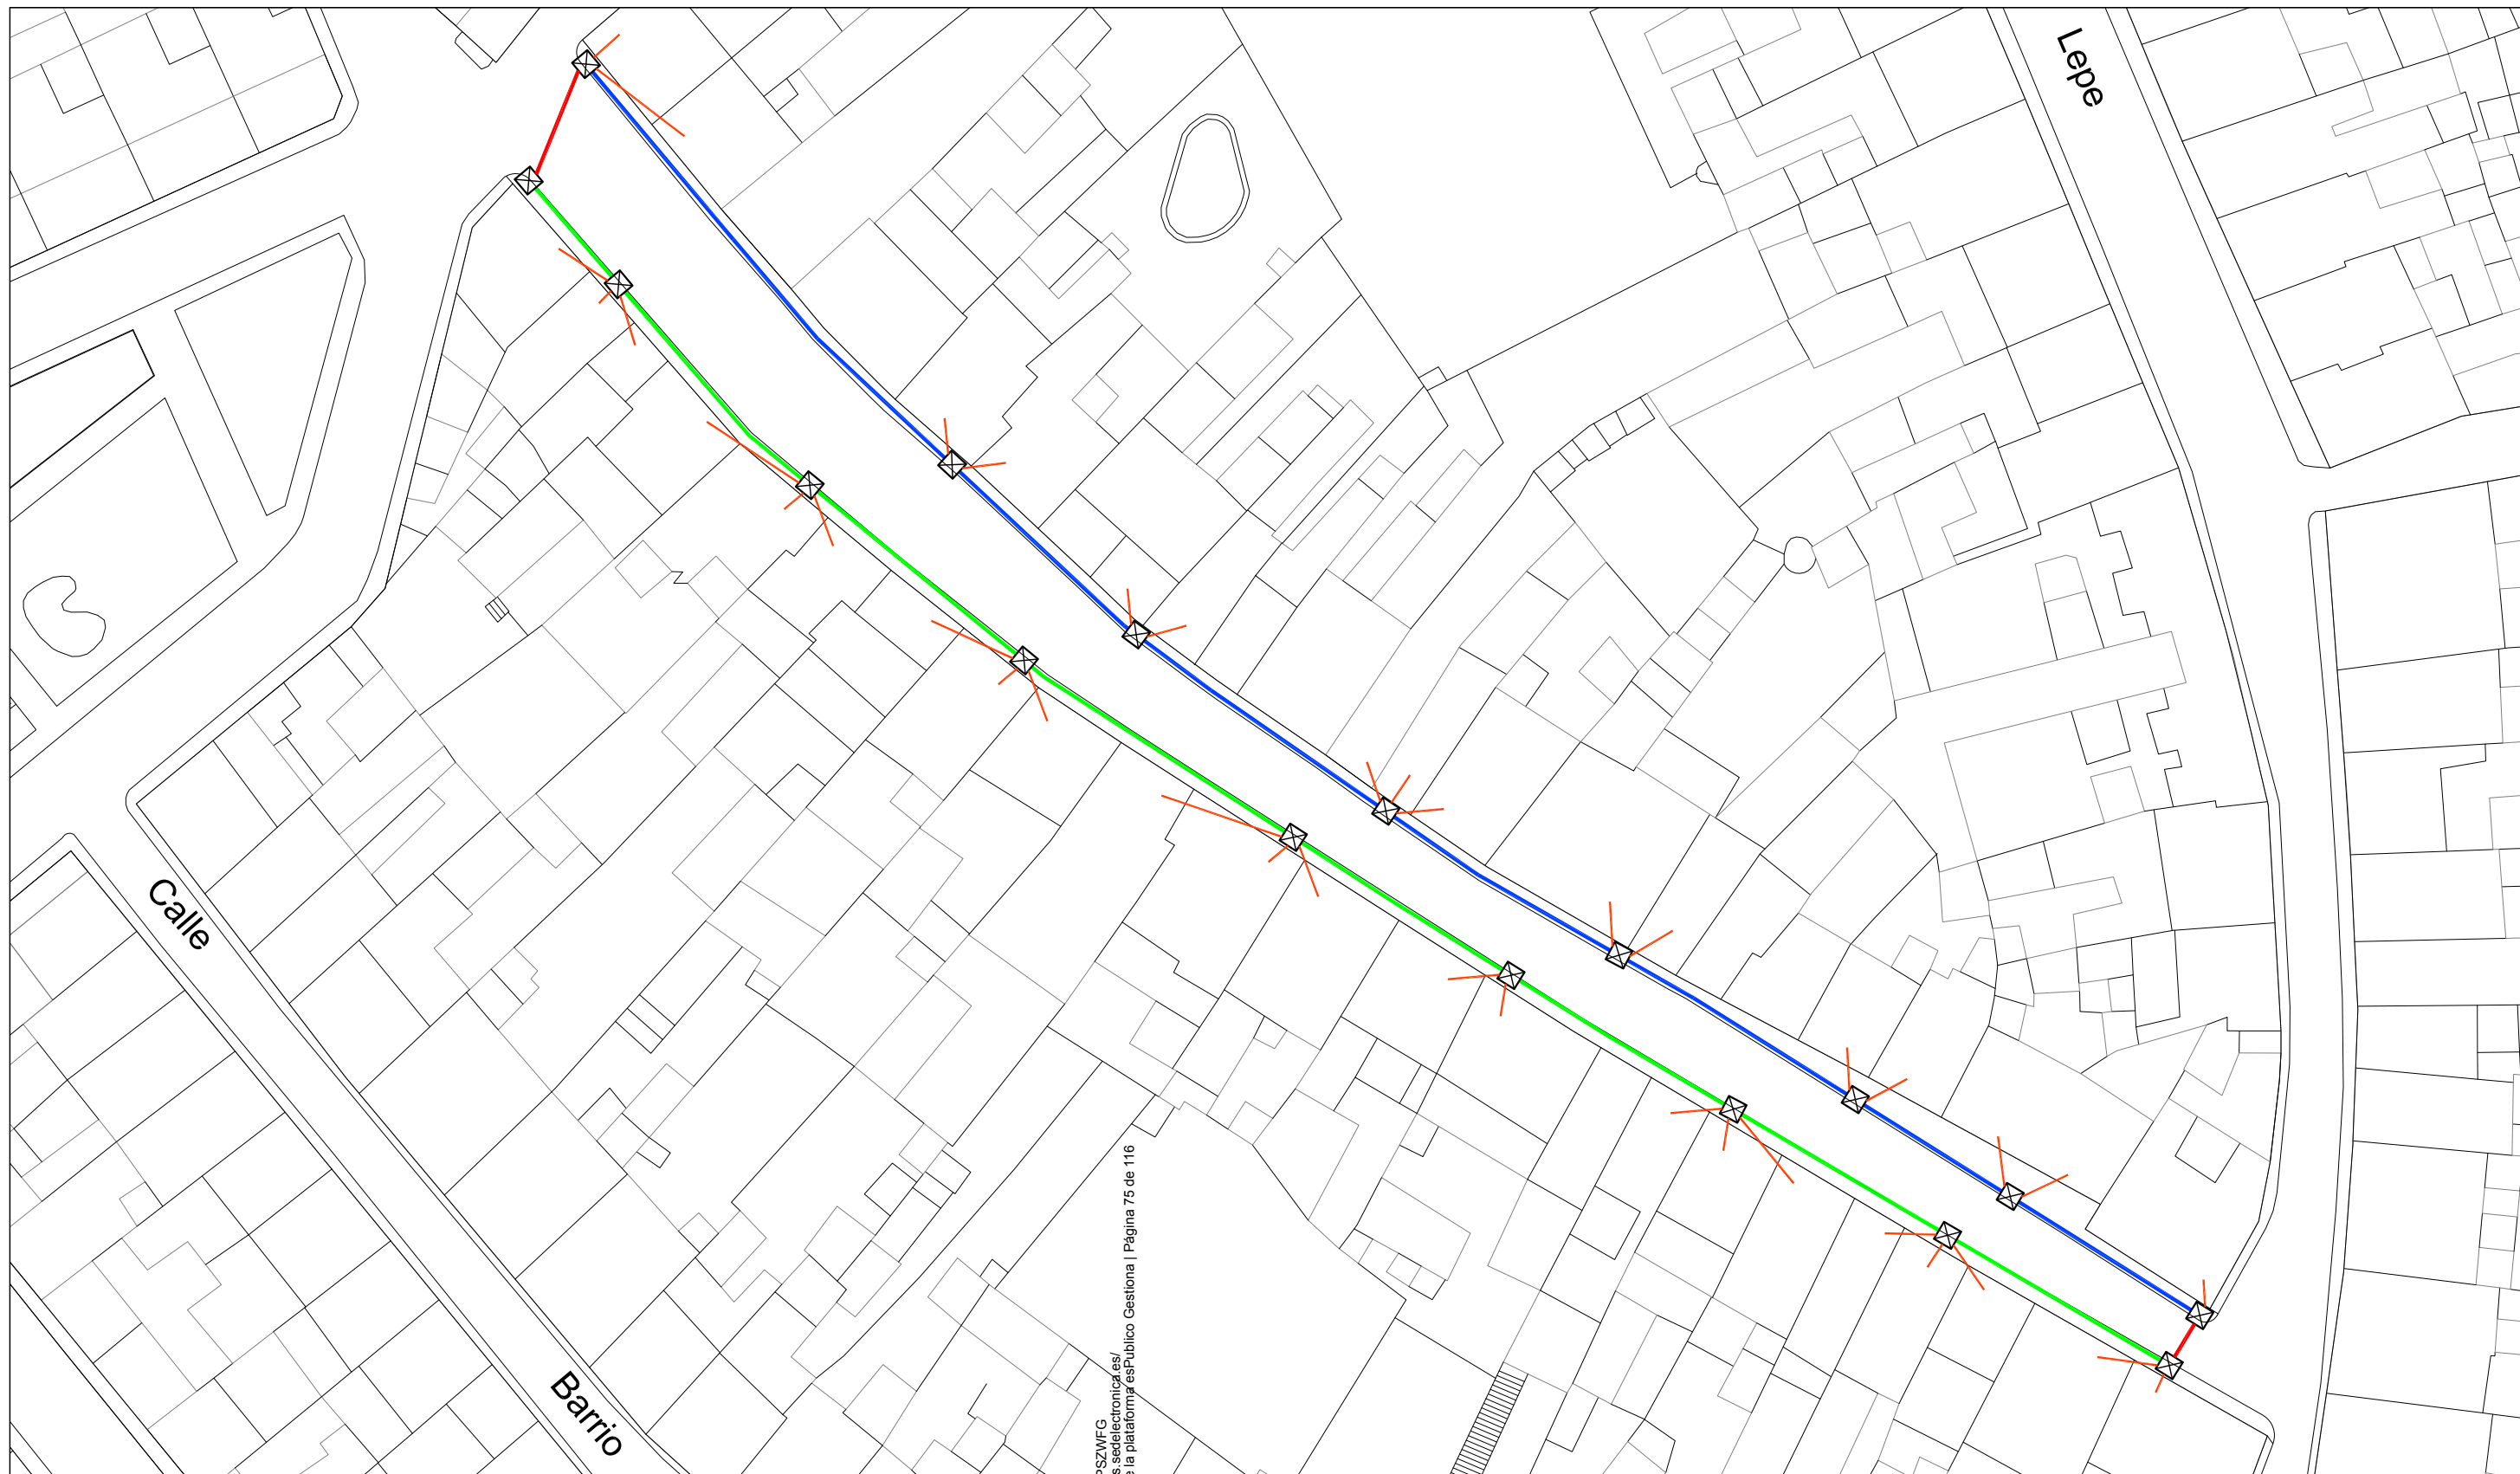 Lepe
Calle
Barrio
PSZWFG
s.sedelectronica.es/
la plataforma esPublico Gestiona | Página 75 de 116